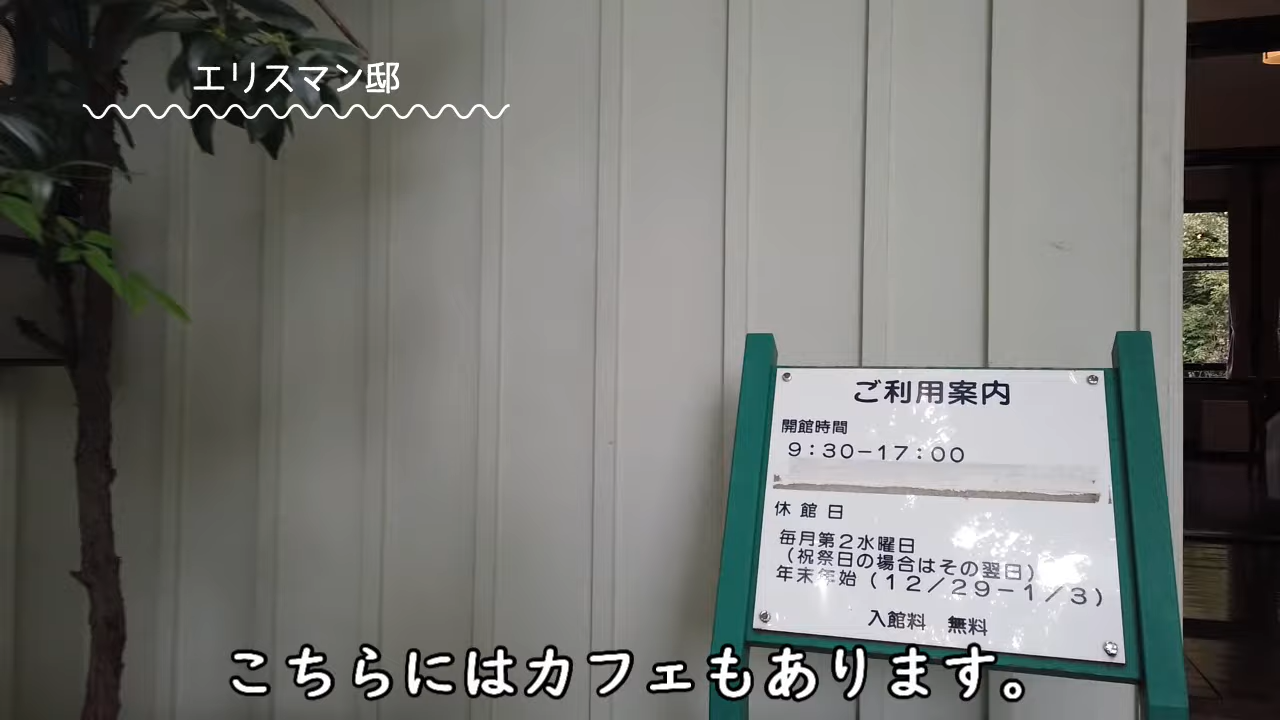 エリスマン邸
ご利用案内
開館時間
9：30－17：00
休館日
毎月第2水曜日
（祝祭日の場合はその翌日）
年末年始（12／29－1／3）
入館料　無料
こちらにはカフェもあります。